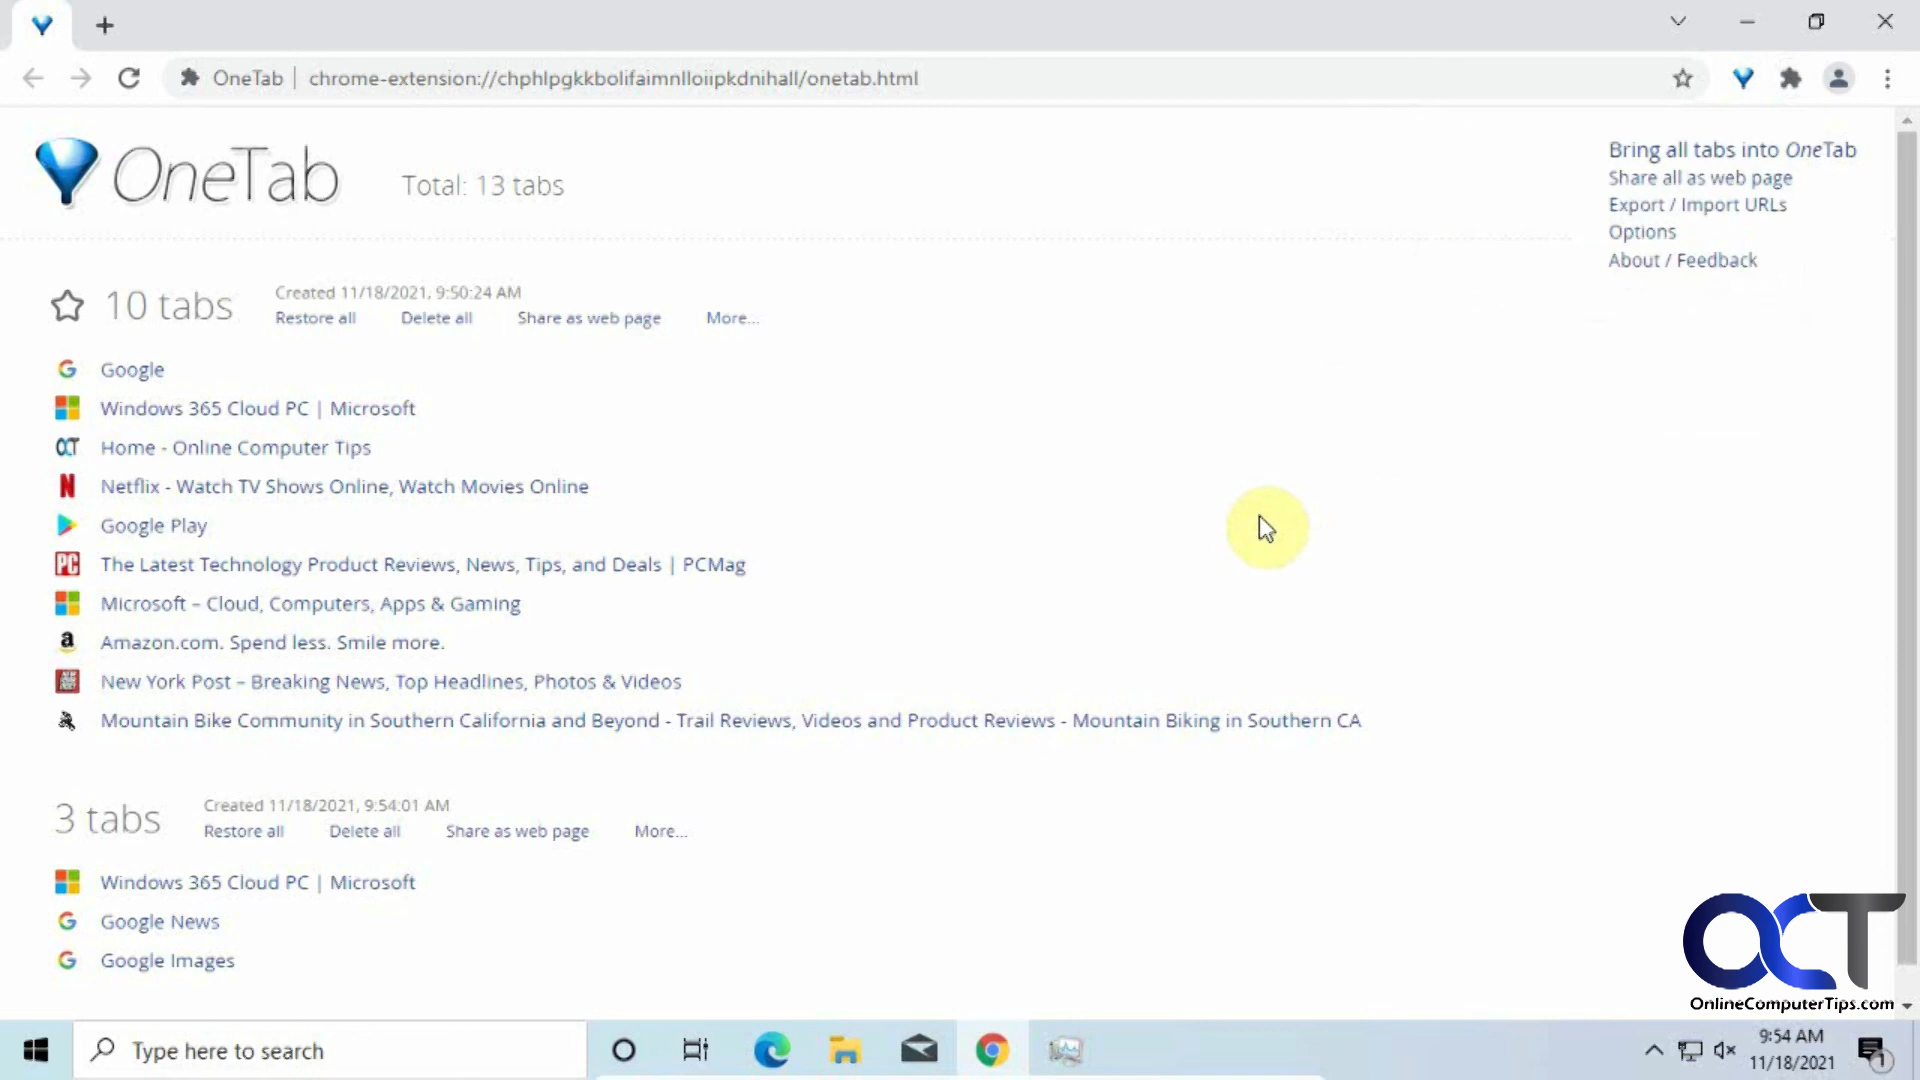 OneTab
chrome-extension://chphlpgkkbolifaimnlloiipkdnihall/onetab.html
OneTab
Total: 13 tabs
Bring all tabs into OneTab
Share all as web page
Export / Import URLs
Options
About / Feedback
10 tabs
Created 11/18/2021, 9:50:24 AM
Restore all Delete all Share as web page More...
Google
Windows 365 Cloud PC | Microsoft
OCT Home - Online Computer Tips
N Netflix - Watch TV Shows Online, Watch Movies Online
Google Play
PC The Latest Technology Product Reviews, News, Tips, and Deals | PCMag
Microsoft – Cloud, Computers, Apps & Gaming
a Amazon.com. Spend less. Smile more.
New York Post – Breaking News, Top Headlines, Photos & Videos
Mountain Bike Community in Southern California and Beyond - Trail Reviews, Videos and Product Reviews - Mountain Biking in Southern CA
3 tabs
Created 11/18/2021, 9:54:01 AM
Restore all Delete all Share as web page More...
Windows 365 Cloud PC | Microsoft
Google News
Google Images
OCT
OnlineComputerTips.com
Type here to search
9:54 AM
11/18/2021
1